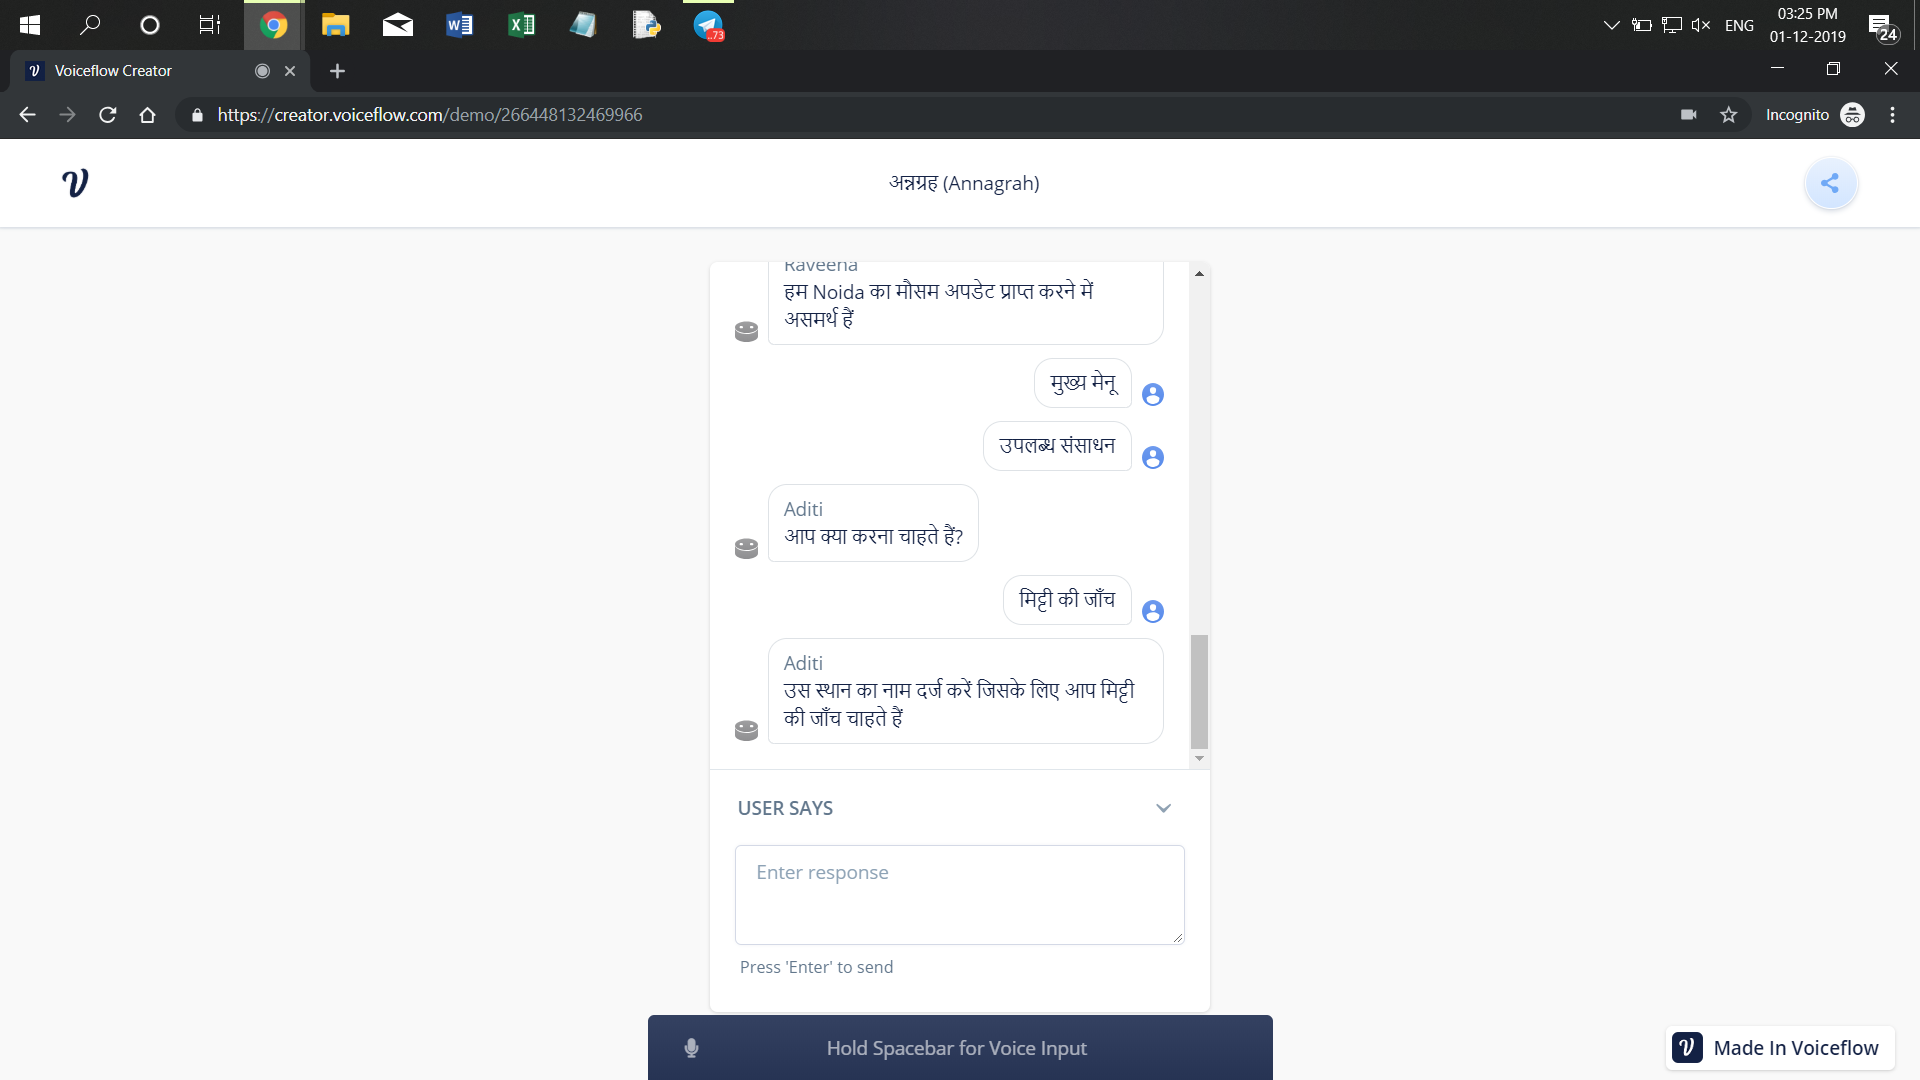 73
ENG
03:25 PM
01-12-2019
24
Voiceflow Creator
https://creator.voiceflow.com/demo/266448132469966
Incognito
अन्नग्रह (Annagrah)
Raveena
हम Noida का मौसम अपडेट प्राप्त करने में
असमर्थ हैं
मुख्य मेनू
उपलब्ध संसाधन
Aditi
आप क्या करना चाहते हैं?
मिट्टी की जाँच
Aditi
उस स्थान का नाम दर्ज करें जिसके लिए आप मिट्टी
की जाँच चाहते हैं
USER SAYS
Enter response
Press 'Enter' to send
Hold Spacebar for Voice Input
Made In Voiceflow